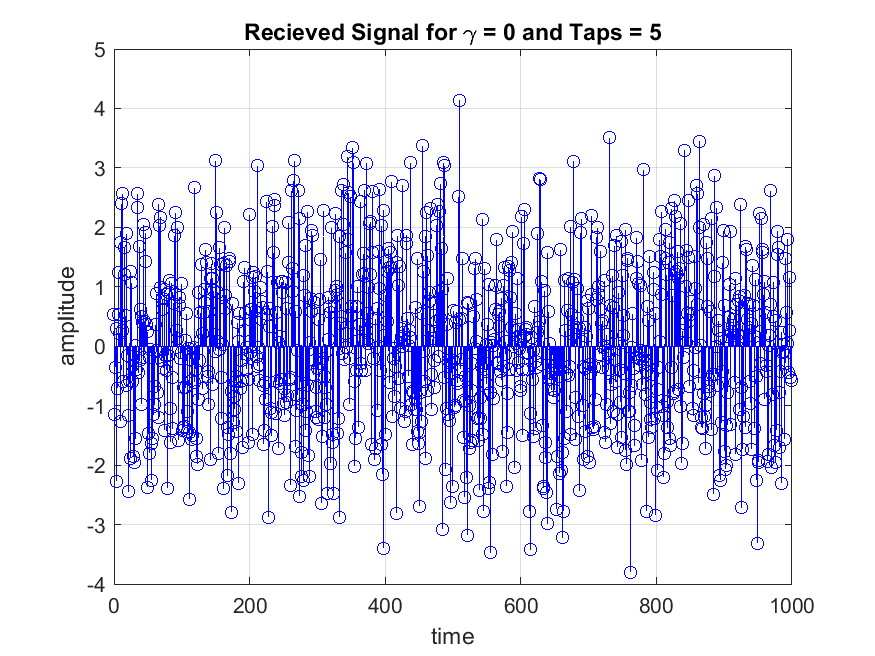 Recieved Signal for γ = 0 and Taps = 5
5
4
3
2
1
0
-1
-2
-3
-4
amplitude
0 200 400 600 800 1000
time